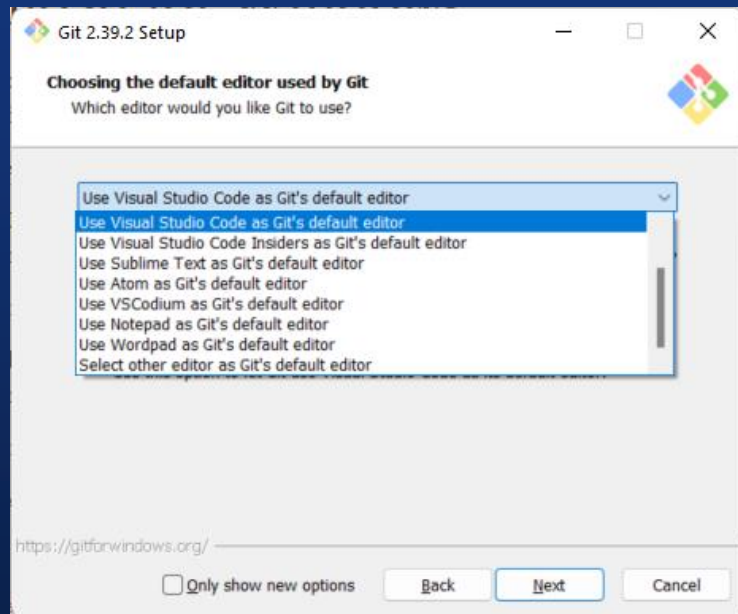 Git 2.39.2 Setup
Choosing the default editor used by Git
Which editor would you like Git to use?
Use Visual Studio Code as Git's default editor
Use Visual Studio Code as Git's default editor
Use Visual Studio Code Insiders as Git's default editor
Use Sublime Text as Git's default editor
Use Atom as Git's default editor
Use VSCodium as Git's default editor
Use Notepad as Git's default editor
Use Wordpad as Git's default editor
Select other editor as Git's default editor
https://gitforwindows.org/
Only show new options
Back
Next
Cancel